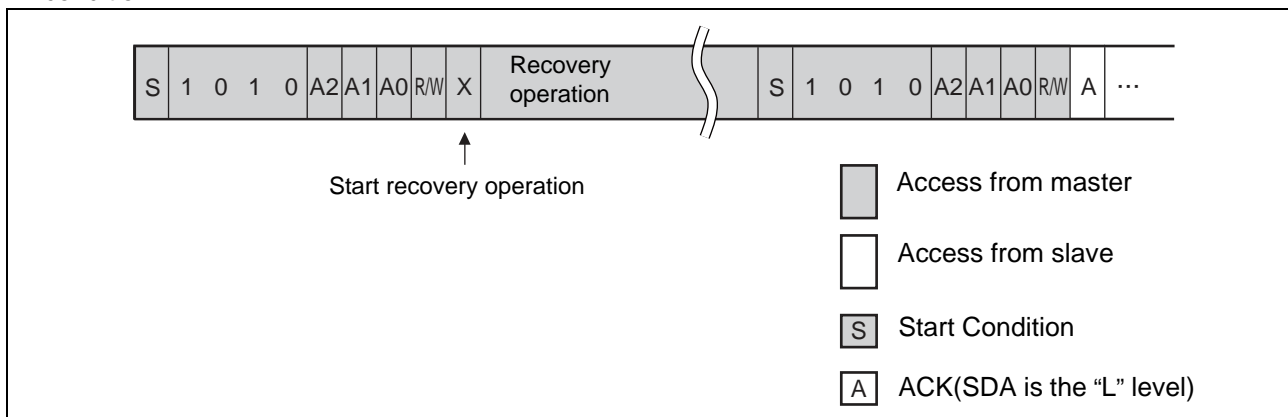 S 1 0 1 0 A2 A1 A0 R/W X Recovery operation S 1 0 1 0 A2 A1 A0 R/W A ...
Start recovery operation
Access from master
Access from slave
S Start Condition
A ACK(SDA is the “L” level)